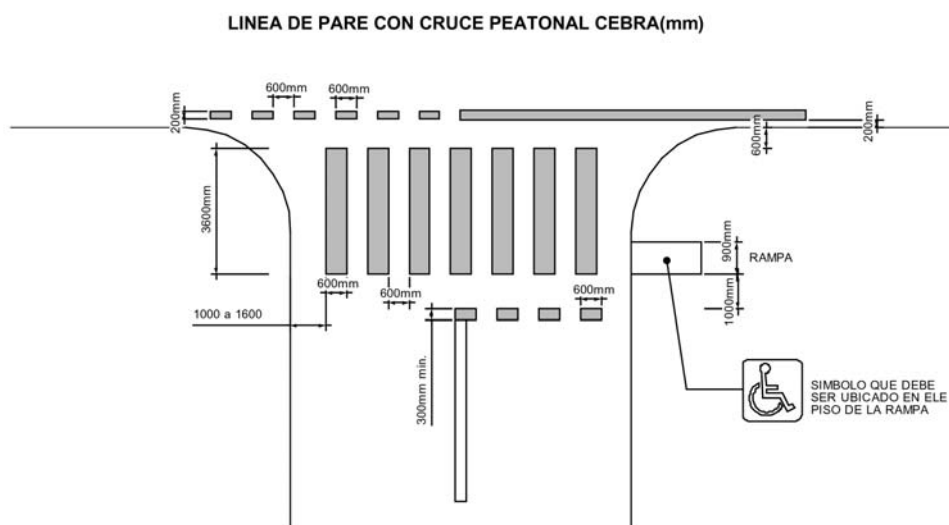 LINEA DE PARE CON CRUCE PEATONAL CEBRA(mm)
600mm
600mm
200mm
600mm
200mm
3600mm
900mm
RAMPA
600mm
600mm
600mm
1000mm
1000 a 1600
300mm min.
SIMBOLO QUE DEBE
SER UBICADO EN ELE
PISO DE LA RAMPA